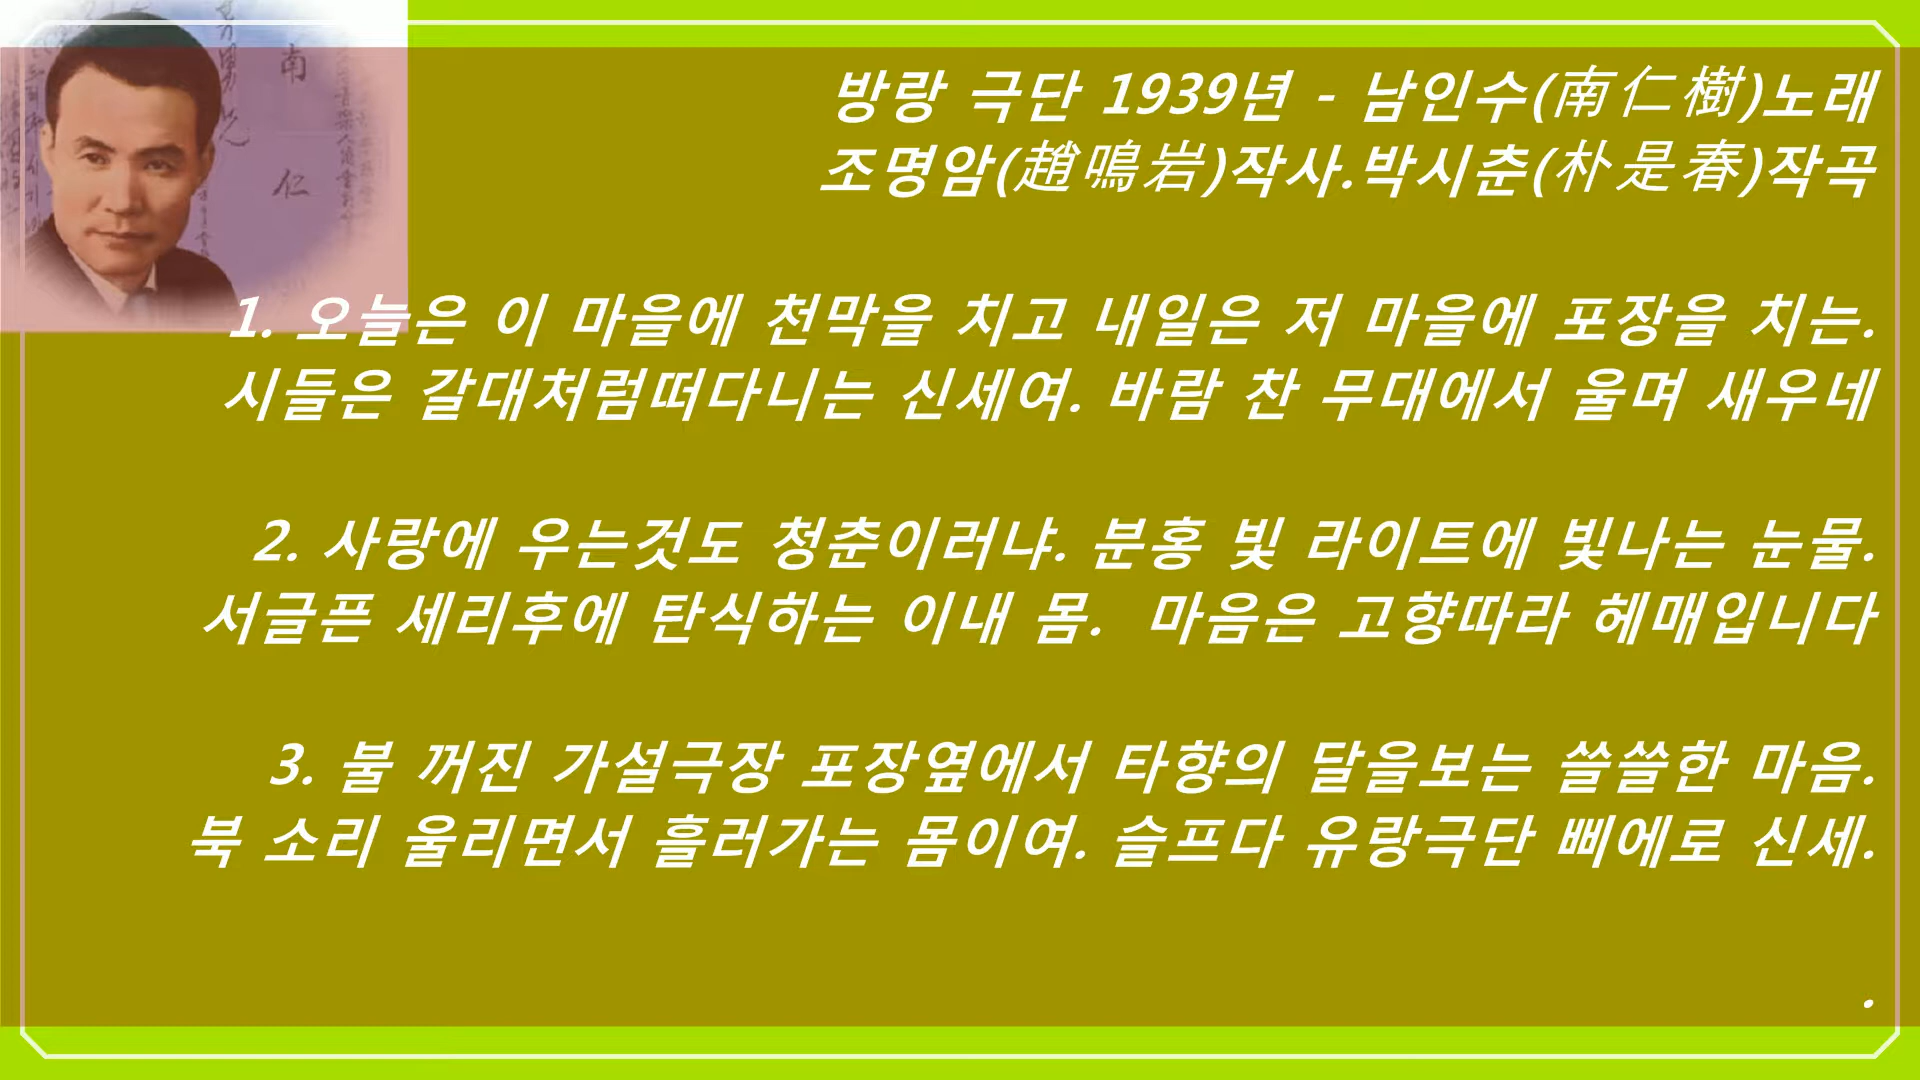 방랑 극단 1939년 - 남인수(南仁樹)노래
조명암(趙鳴岩)작사.박시춘(朴是春)작곡
南
仁
1. 오늘은 이 마을에 천막을 치고 내일은 저 마을에 포장을 치는.
시들은 갈대처럼떠다니는 신세여. 바람 찬 무대에서 울며 새우네
2. 사랑에 우는것도 청춘이러냐. 분홍 빛 라이트에 빛나는 눈물.
서글픈 세리후에 탄식하는 이내 몸. 마음은 고향따라 헤매입니다
3. 불 꺼진 가설극장 포장옆에서 타향의 달을보는 쓸쓸한 마음.
북 소리 울리면서 흘러가는 몸이여. 슬프다 유랑극단 삐에로 신세.
.